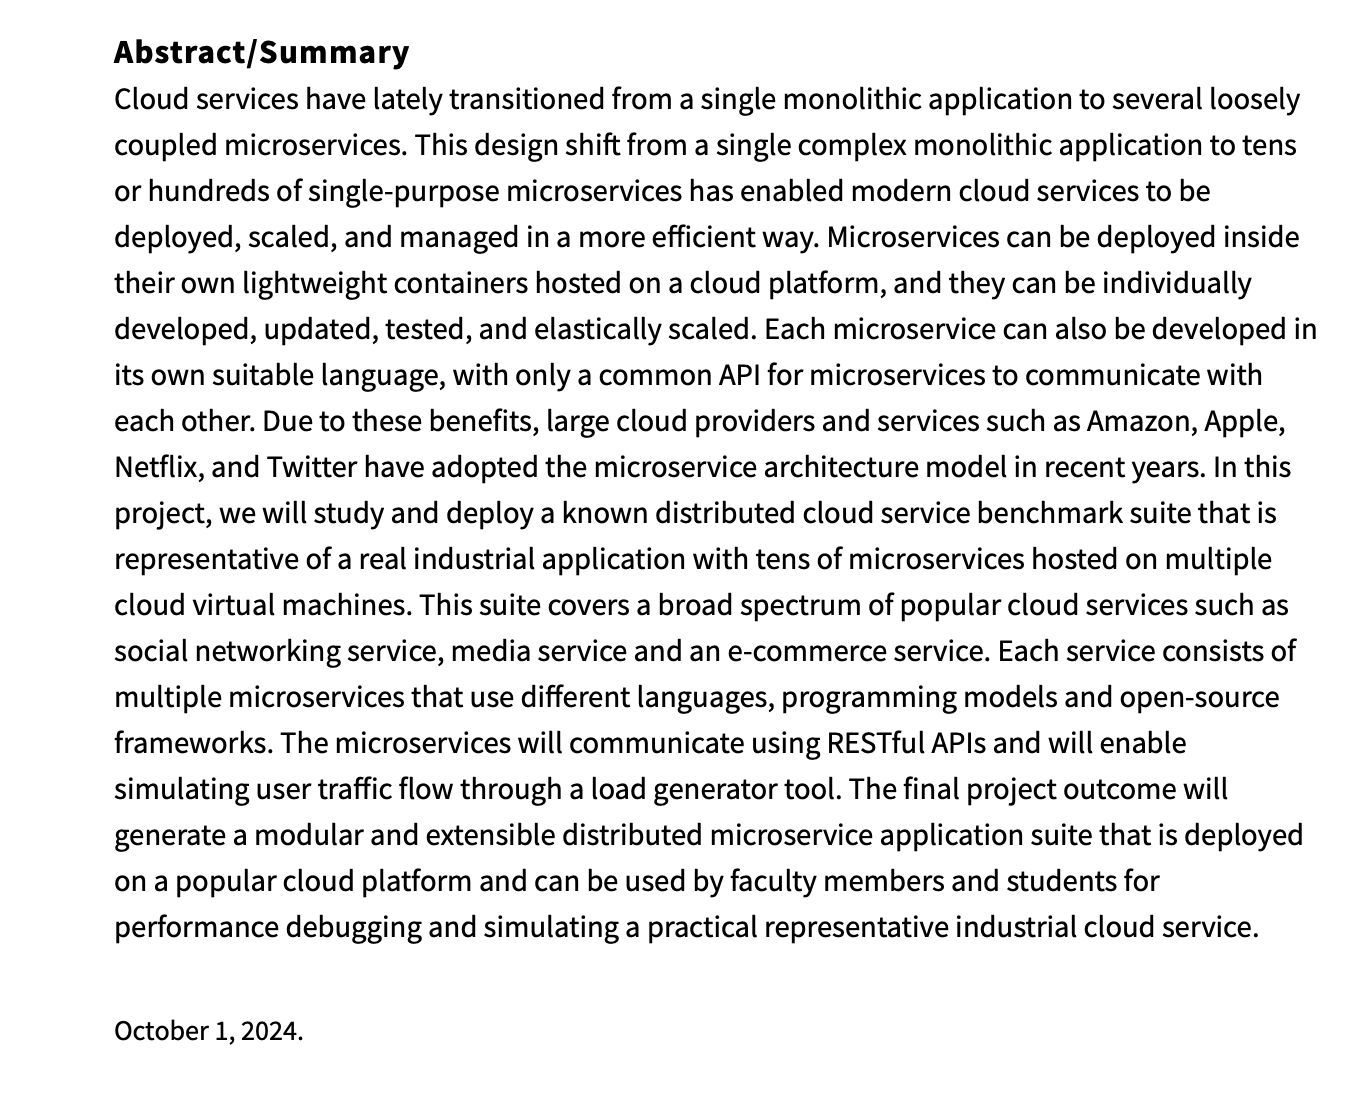 Abstract/Summary
Cloud services have lately transitioned from a single monolithic application to several loosely
coupled microservices. This design shift from a single complex monolithic application to tens
or hundreds of single-purpose microservices has enabled modern cloud services to be
deployed, scaled, and managed in a more efficient way. Microservices can be deployed inside
their own lightweight containers hosted on a cloud platform, and they can be individually
developed, updated, tested, and elastically scaled. Each microservice can also be developed in
its own suitable language, with only a common API for microservices to communicate with
each other. Due to these benefits, large cloud providers and services such as Amazon, Apple,
Netflix, and Twitter have adopted the microservice architecture model in recent years. In this
project, we will study and deploy a known distributed cloud service benchmark suite that is
representative of a real industrial application with tens of microservices hosted on multiple
cloud virtual machines. This suite covers a broad spectrum of popular cloud services such as
social networking service, media service and an e-commerce service. Each service consists of
multiple microservices that use different languages, programming models and open-source
frameworks. The microservices will communicate using RESTful APIs and will enable
simulating user traffic flow through a load generator tool. The final project outcome will
generate a modular and extensible distributed microservice application suite that is deployed
on a popular cloud platform and can be used by faculty members and students for
performance debugging and simulating a practical representative industrial cloud service.
October 1, 2024.